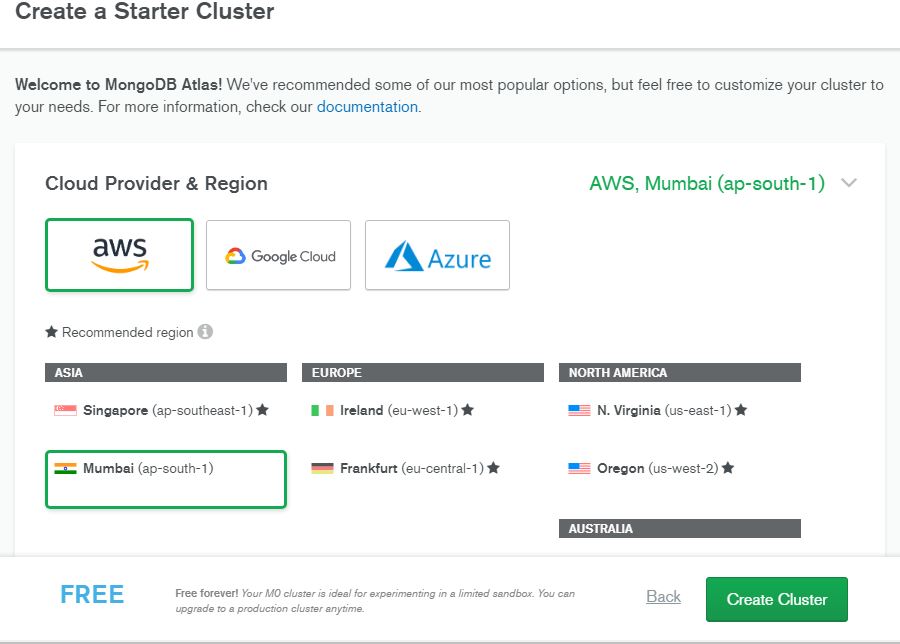 Create a Starter Cluster
Welcome to MongoDB Atlas! We've recommended some of our most popular options, but feel free to customize your cluster to
your needs. For more information, check our documentation.
Cloud Provider & Region
AWS, Mumbai (ap-south-1)
aws
Google Cloud
Azure
Recommended region
ASIA
Singapore (ap-southeast-1)
Mumbai (ap-south-1)
EUROPE
Ireland (eu-west-1)
Frankfurt (eu-central-1)
NORTH AMERICA
N. Virginia (us-east-1)
Oregon (us-west-2)
AUSTRALIA
FREE
Free forever! Your M0 cluster is ideal for experimenting in a limited sandbox. You can
upgrade to a production cluster anytime.
Back
Create Cluster